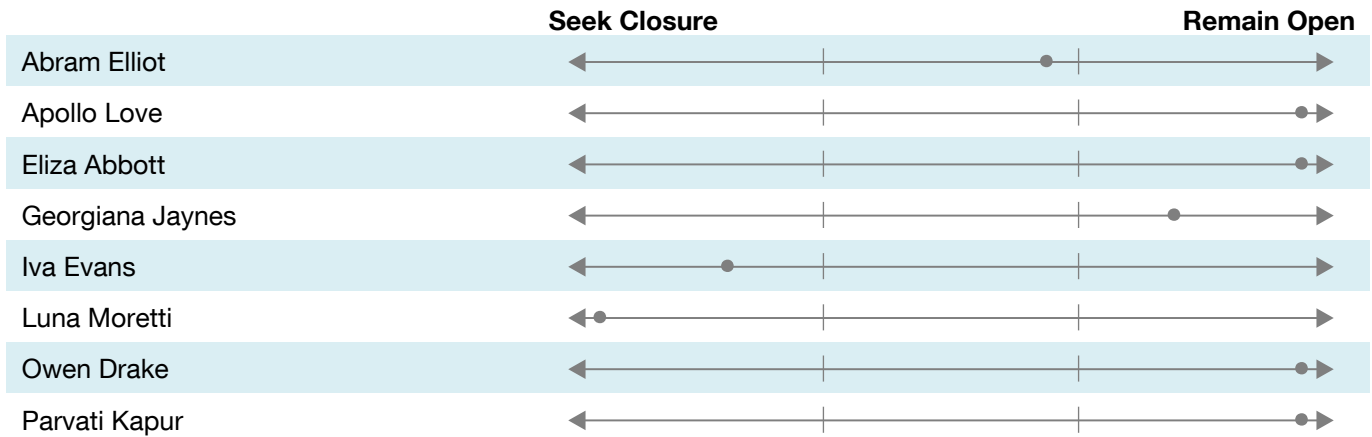 Seek Closure Remain Open
Abram Elliot
Apollo Love
Eliza Abbott
Georgiana Jaynes
Iva Evans
Luna Moretti
Owen Drake
Parvati Kapur